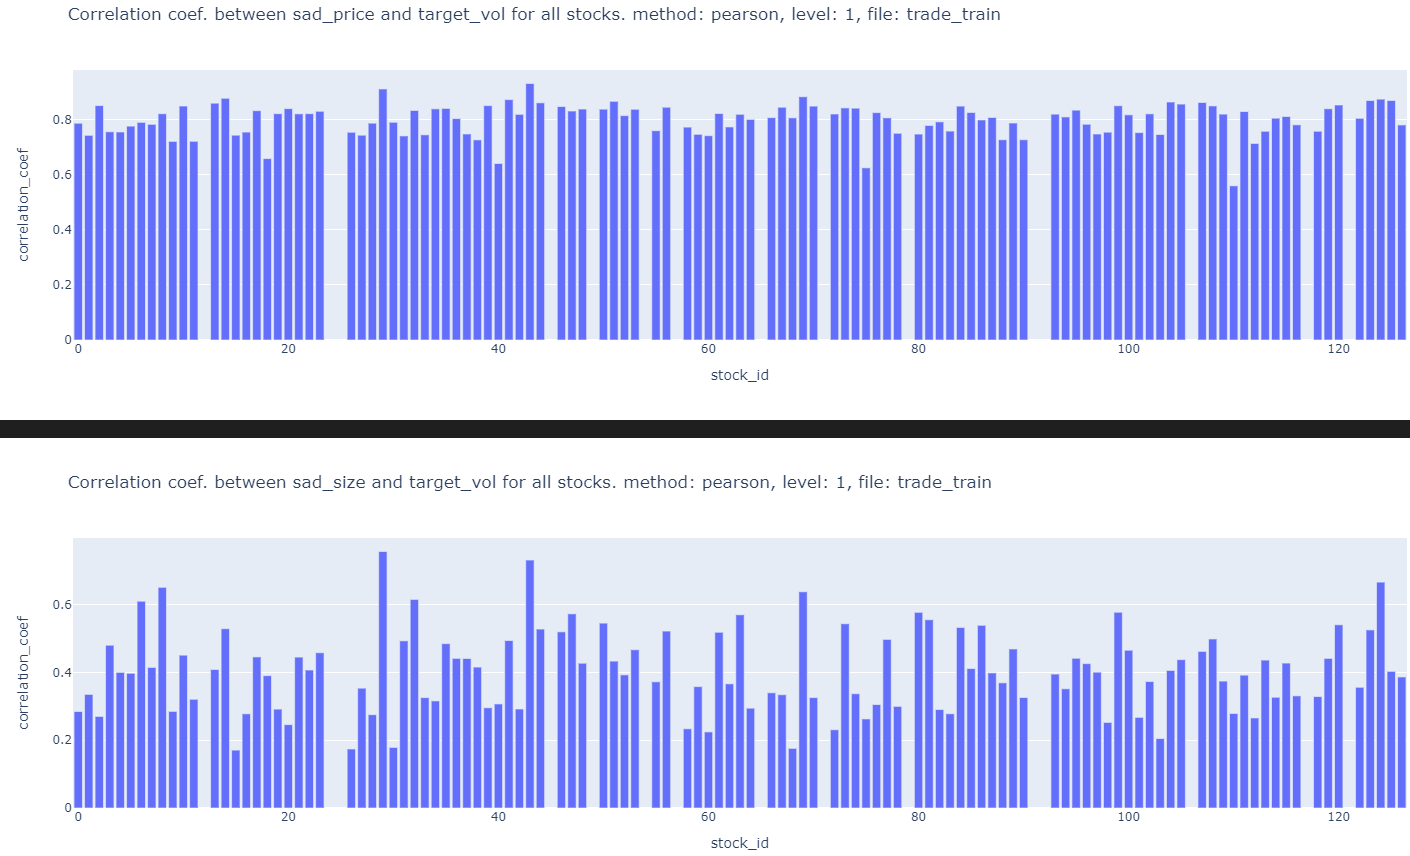 Correlation coef. between sad_price and target_vol for all stocks. method: pearson, level: 1, file: trade_train
0.8
0.6
0.4
0.2
0
correlation_coef
0 20 40 60 80 100 120
stock_id
Correlation coef. between sad_size and target_vol for all stocks. method: pearson, level: 1, file: trade_train
0.6
0.4
0.2
0
correlation_coef
0 20 40 60 80 100 120
stock_id